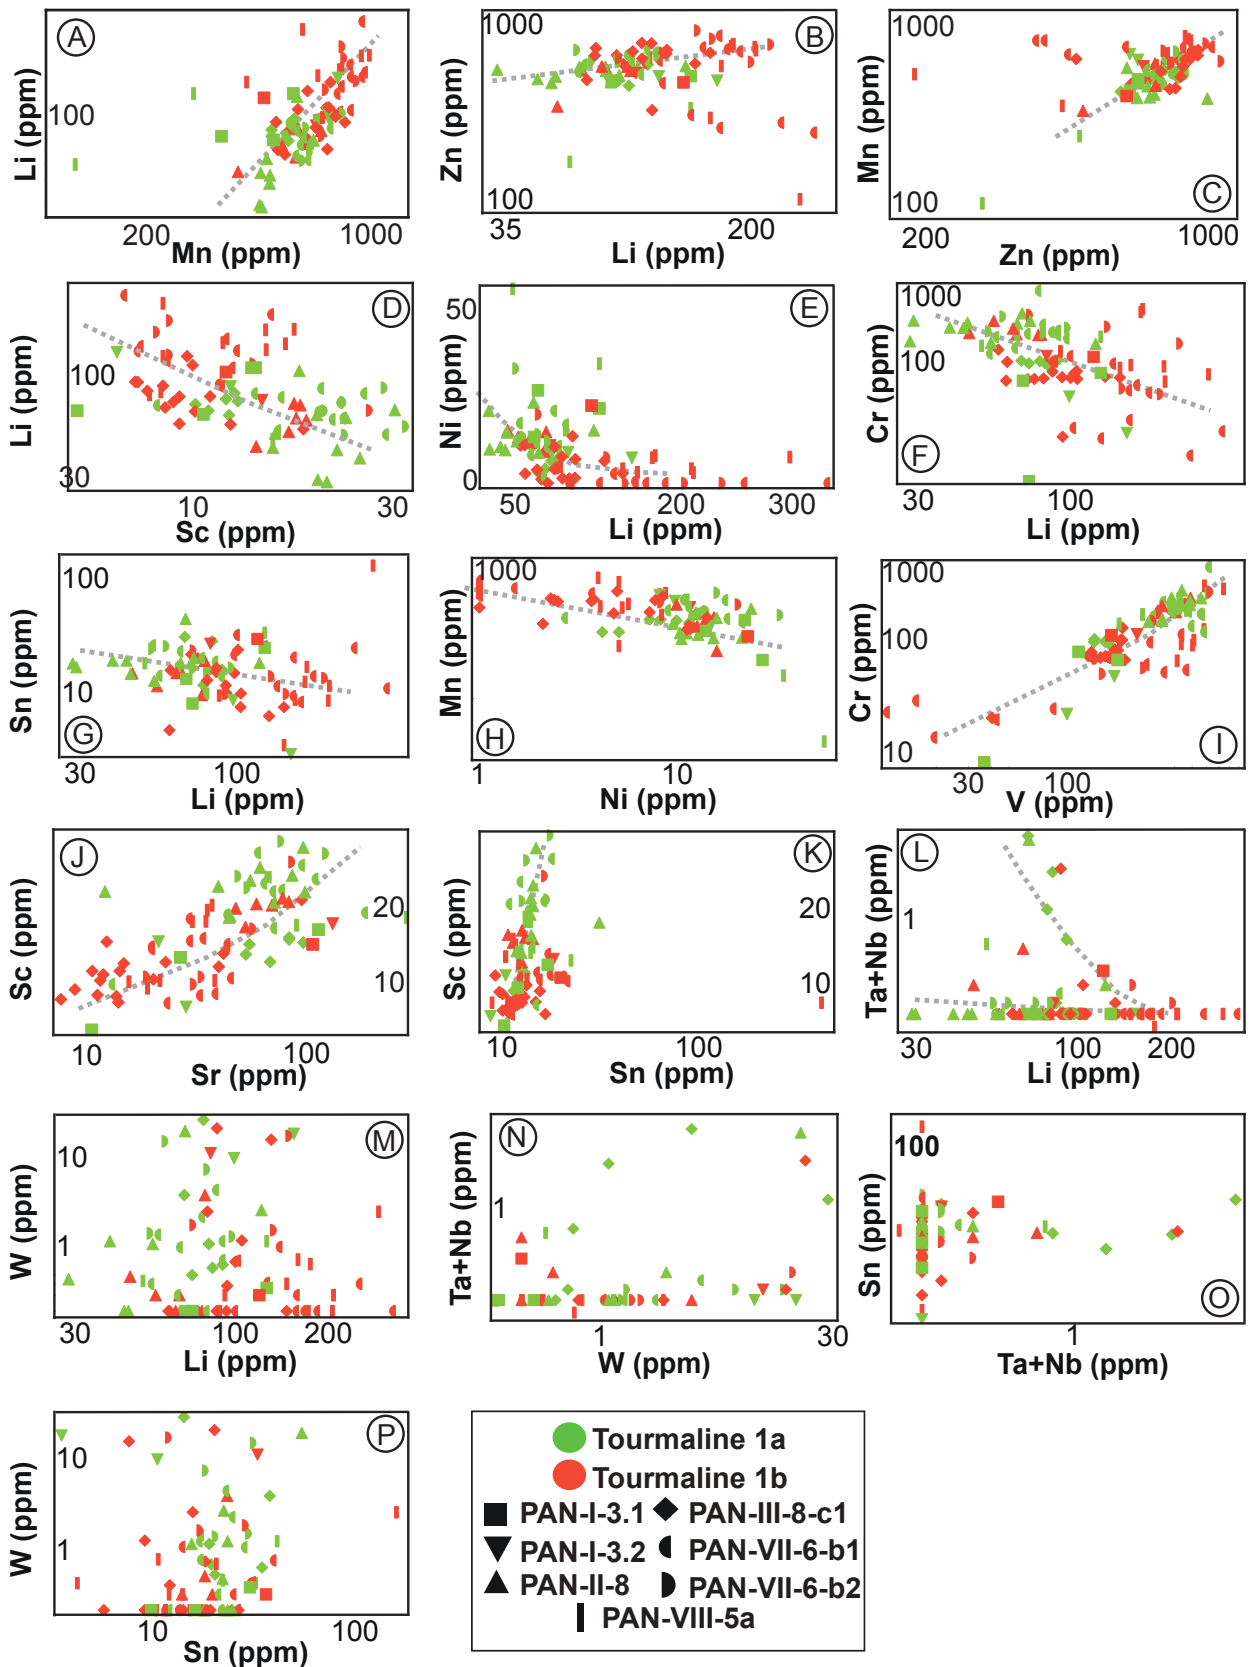 A
Li (ppm)
100
200
1000
Mn (ppm)
B
Zn (ppm)
1000
100
35
200
Li (ppm)
C
Mn (ppm)
1000
100
200
1000
Zn (ppm)
D
Li (ppm)
100
30
10
30
Sc (ppm)
E
Ni (ppm)
50
0
50
200
300
Li (ppm)
F
Cr (ppm)
1000
100
30
100
Li (ppm)
G
Sn (ppm)
100
10
30
100
Li (ppm)
H
Mn (ppm)
1000
1
10
Ni (ppm)
I
Cr (ppm)
1000
100
10
30
100
V (ppm)
J
Sc (ppm)
20
10
10
100
Sr (ppm)
K
Sc (ppm)
20
10
10
100
Sn (ppm)
L
Ta+Nb (ppm)
1
30
100
200
Li (ppm)
M
W (ppm)
10
1
30
100
200
Li (ppm)
N
Ta+Nb (ppm)
1
1
30
W (ppm)
O
Sn (ppm)
100
1
Ta+Nb (ppm)
P
W (ppm)
10
1
10
100
Sn (ppm)
Tourmaline 1a
Tourmaline 1b
PAN-I-3.1 PAN-III-8-c1
PAN-I-3.2 PAN-VII-6-b1
PAN-II-8 PAN-VII-6-b2
PAN-VIII-5a